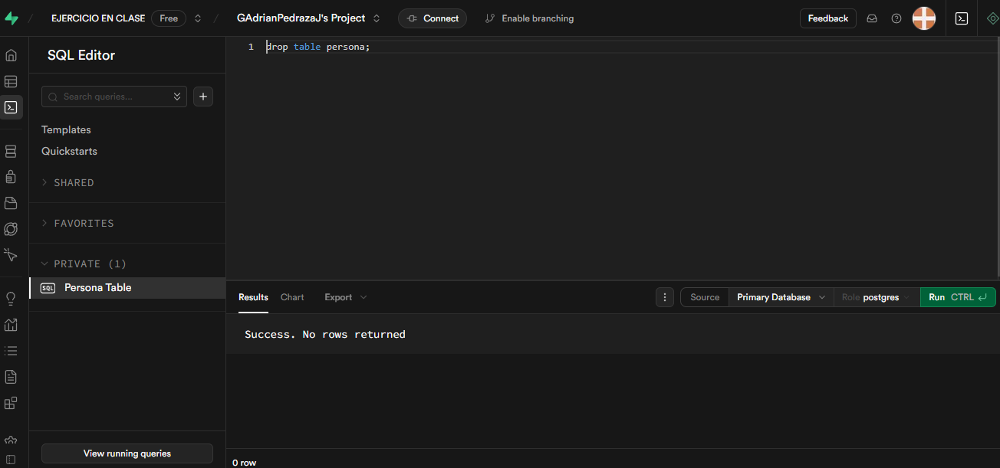 EJERCICIO EN CLASE Free GAdrianPedrazaJ's Project Connect Enable branching Feedback
SQL Editor
Search queries...
Templates
Quickstarts
SHARED
FAVORITES
PRIVATE (1)
SQL Persona Table
View running queries
1 drop table persona;
Results Chart Export Source Primary Database Role postgres Run CTRL
Success. No rows returned
0 row